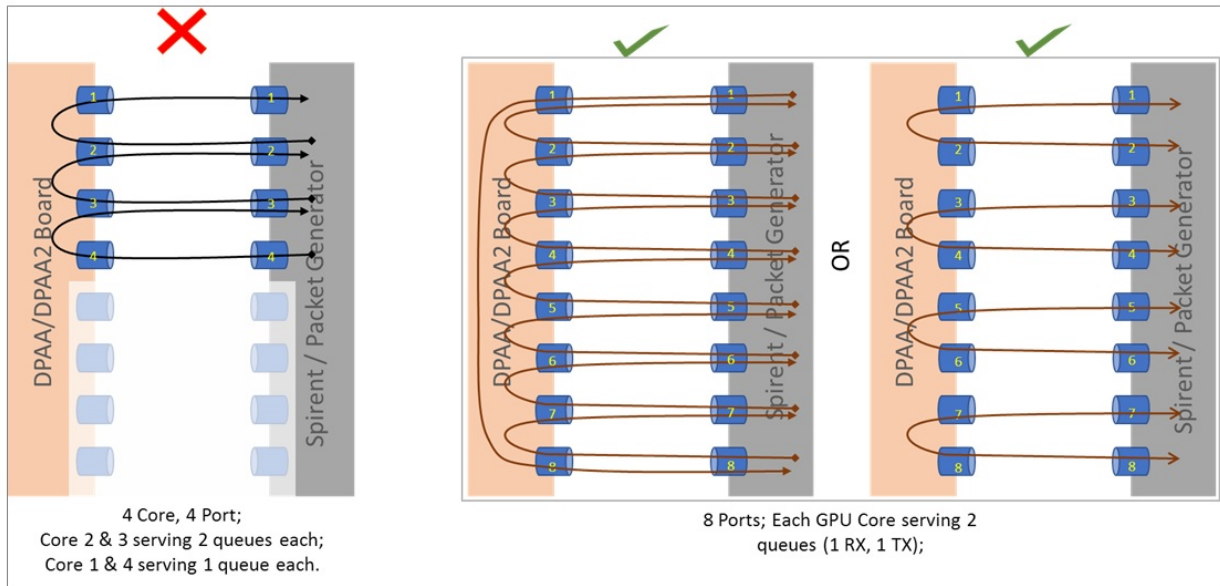 1 1
2 2
3 3
4 4
DPAA/DPAA2 Board
Spirent / Packet Generator
4 Core, 4 Port;
Core 2 & 3 serving 2 queues each;
Core 1 & 4 serving 1 queue each.
1 1
2 2
3 3
4 4
5 5
6 6
7 7
8 8
DPAA/DPAA2 Board
Spirent / Packet Generator
OR
1 1
2 2
3 3
4 4
5 5
6 6
7 7
8 8
DPAA/DPAA2 Board
Spirent / Packet Generator
8 Ports; Each GPU Core serving 2
queues (1 RX, 1 TX);